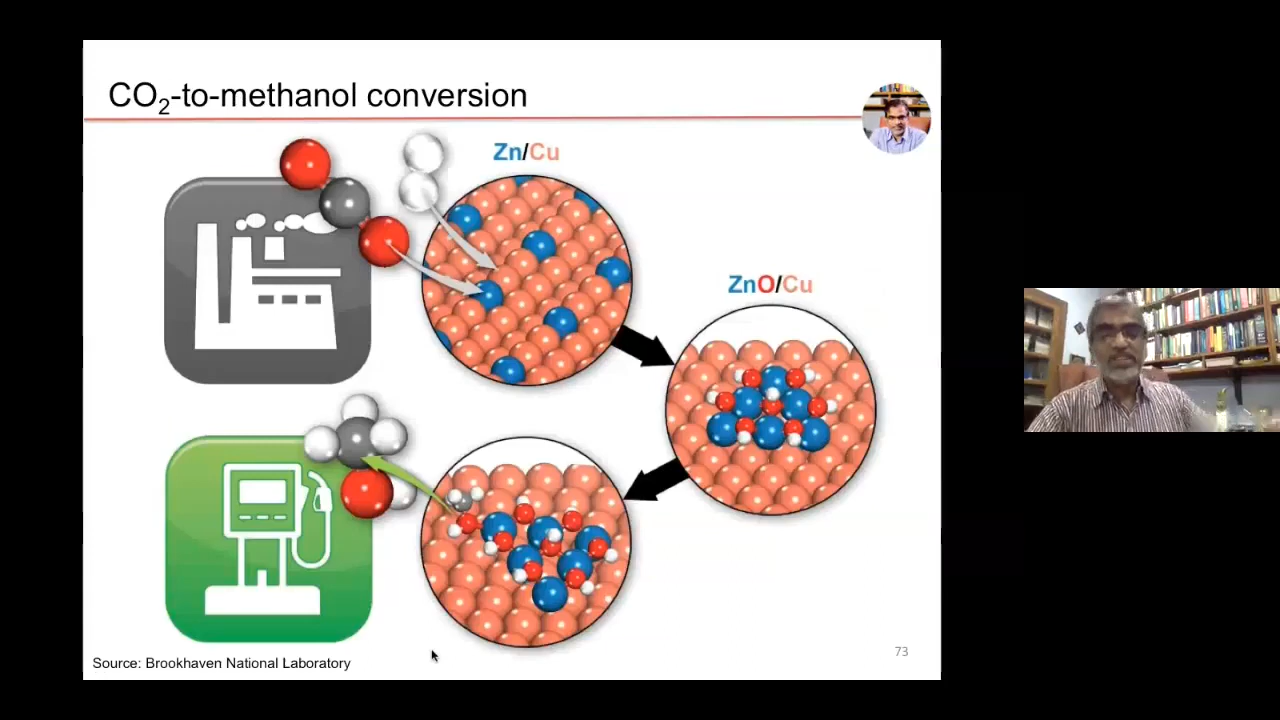 CO₂-to-methanol conversion
Zn/Cu
ZnO/Cu
Source: Brookhaven National Laboratory
73